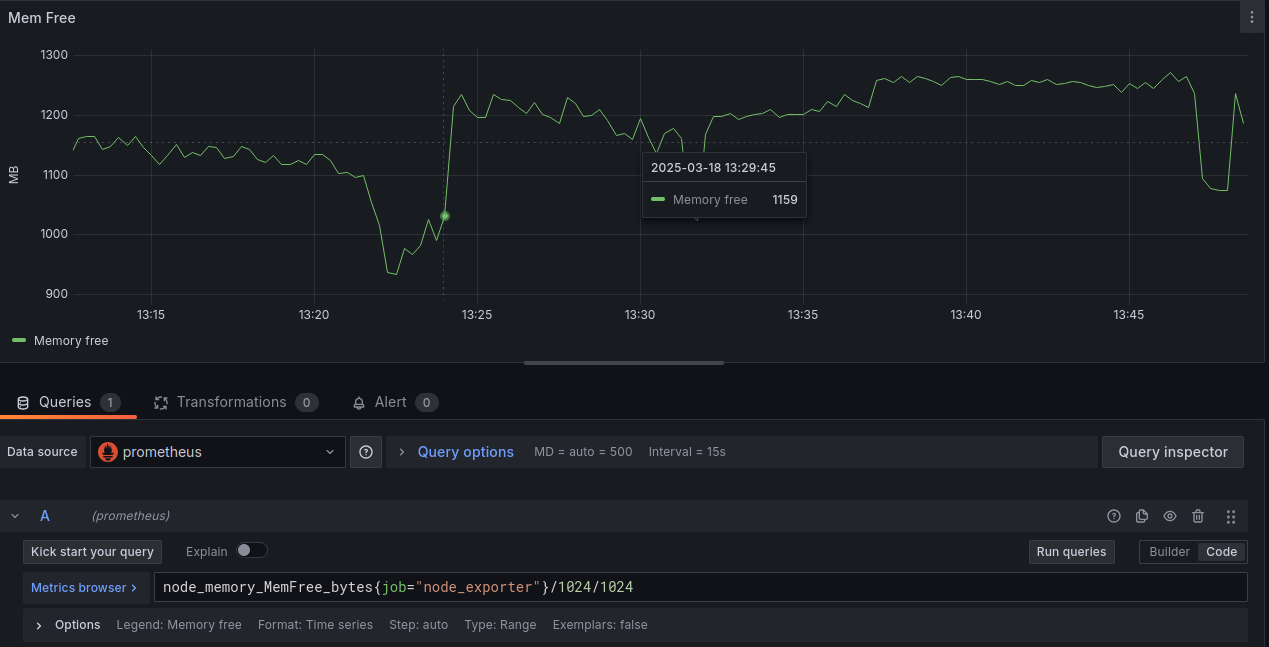 Mem Free
1300
1200
1100
1000
900
MB
2025-03-18 13:29:45
Memory free 1159
13:15 13:20 13:25 13:30 13:35 13:40 13:45
Memory free
Queries 1 Transformations 0 Alert 0
Data source prometheus Query options MD = auto = 500 Interval = 15s Query inspector
A (prometheus)
Kick start your query Explain Run queries Builder Code
Metrics browser > node_memory_MemFree_bytes{job="node_exporter"}/1024/1024
Options Legend: Memory free Format: Time series Step: auto Type: Range Exemplars: false